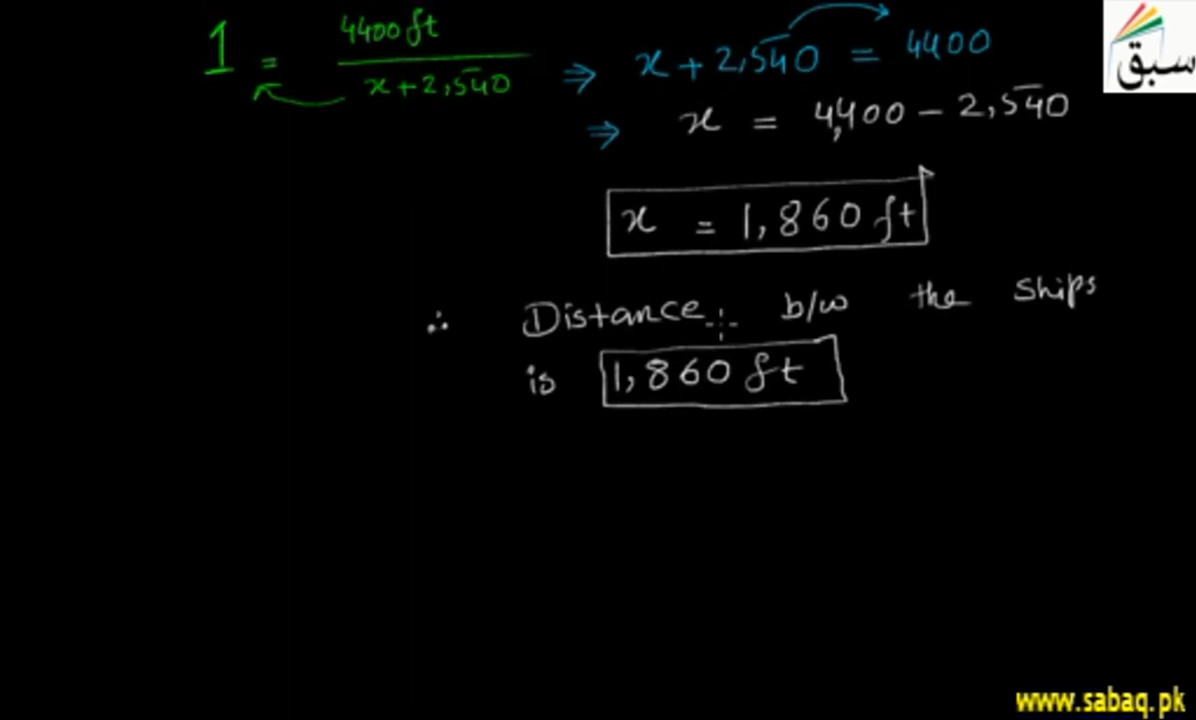 1 = 4400 ft / x + 2,540 ⇒ x + 2,540 = 4400
⇒ x = 4,400 − 2,540
x = 1,860 ft
∴ Distance b/w the ships
is 1,860 ft
سبق
www.sabaq.pk